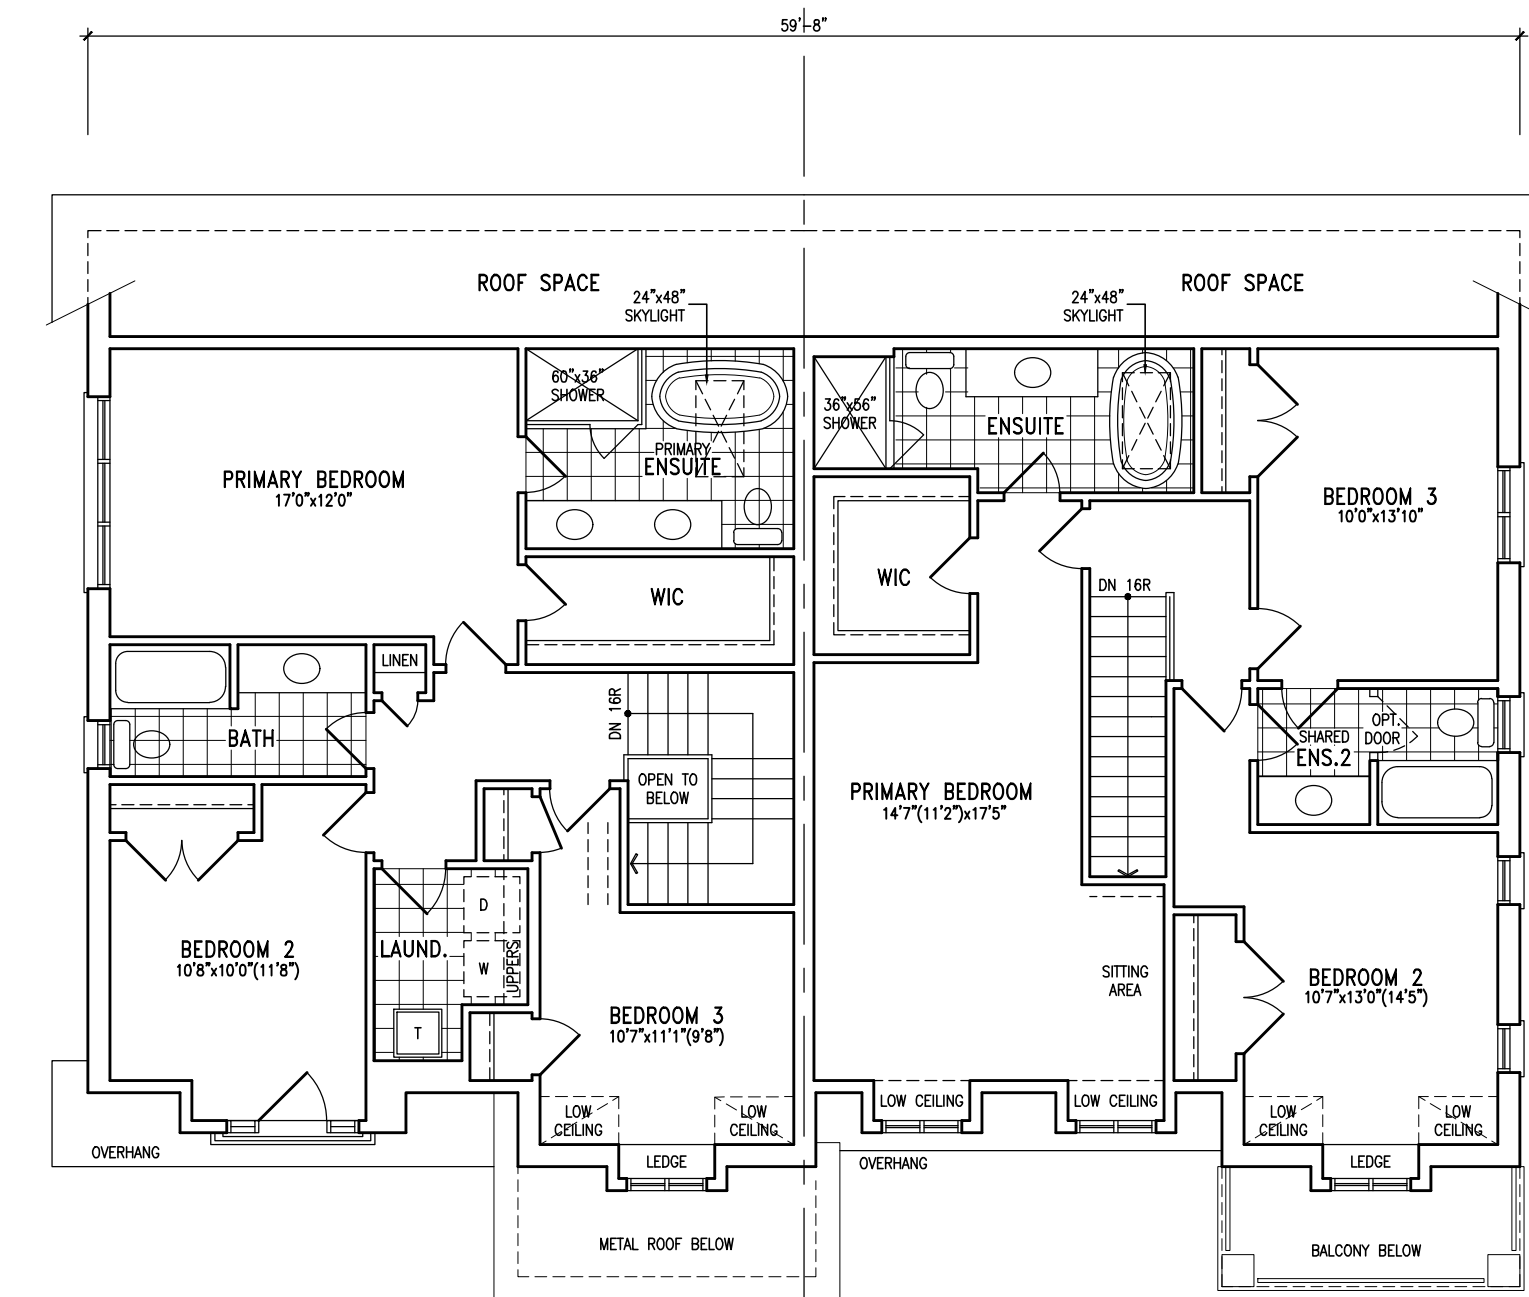 59'-8"
ROOF SPACE
ROOF SPACE
24"x48"
SKYLIGHT
24"x48"
SKYLIGHT
60"x36"
SHOWER
36"x56"
SHOWER
PRIMARY
ENSUITE
ENSUITE
PRIMARY BEDROOM
17'0"x12'0"
BEDROOM 3
10'0"x13'10"
WIC
WIC
DN 16R
LINEN
DN 16R
BATH
OPEN TO
BELOW
SHARED
ENS.2
OPT.
DOOR
PRIMARY BEDROOM
14'7"(11'2")x17'5"
D
W
UPPERS
LAUND.
T
BEDROOM 2
10'8"x10'0"(11'8")
BEDROOM 3
10'7"x11'1"(9'8")
SITTING
AREA
BEDROOM 2
10'7"x13'0"(14'5")
LOW
CEILING
LOW
CEILING
LOW CEILING
LOW CEILING
LOW
CEILING
LOW
CEILING
OVERHANG
LEDGE
OVERHANG
LEDGE
METAL ROOF BELOW
BALCONY BELOW